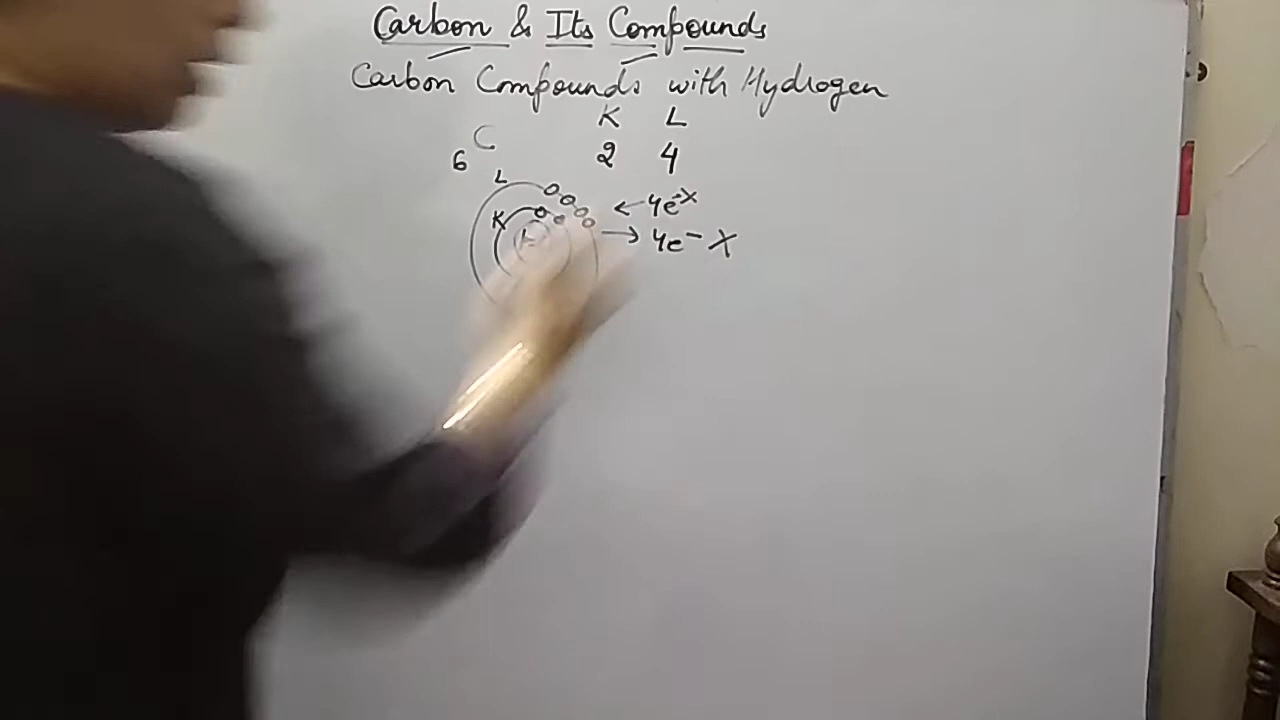 Carbon & Its Compounds
Carbon Compounds with Hydrogen
K L
C
6
2 4
L
K
← 4e⁻ X
→ 4e⁻ X